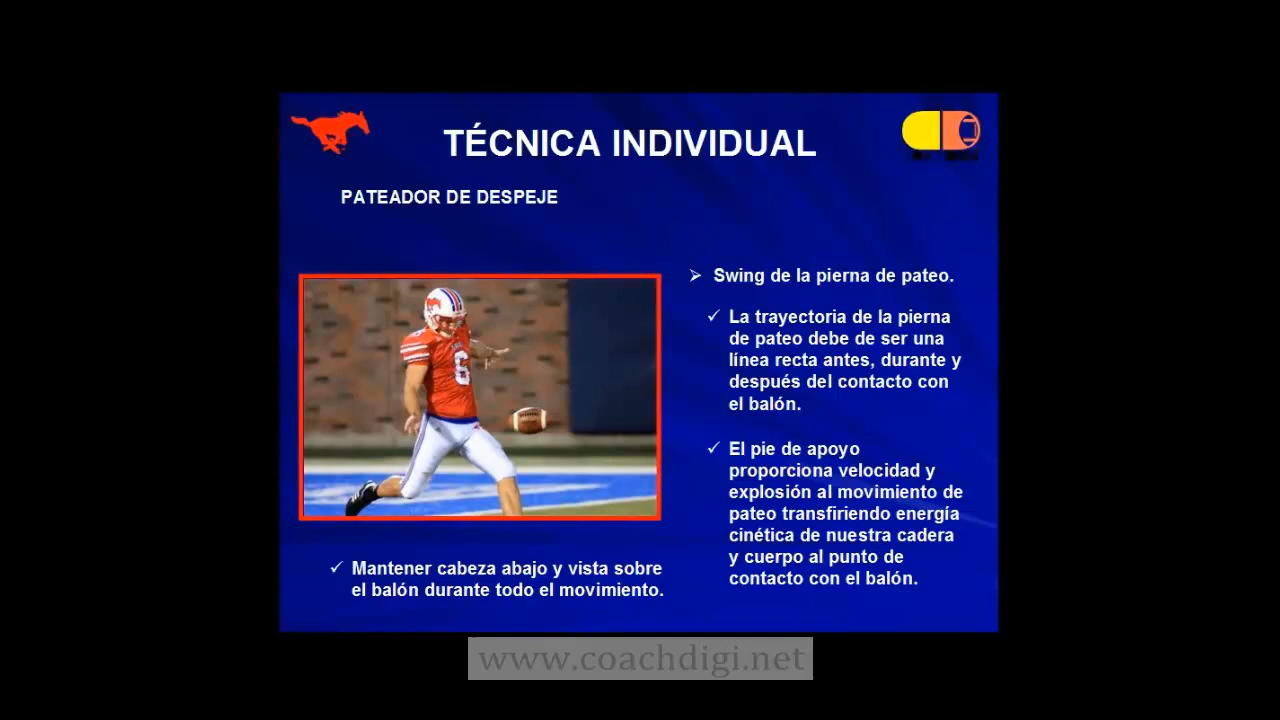 TÉCNICA INDIVIDUAL
PATEADOR DE DESPEJE
Swing de la pierna de pateo.
La trayectoria de la pierna
de pateo debe de ser una
línea recta antes, durante y
después del contacto con
el balón.
El pie de apoyo
proporciona velocidad y
explosión al movimiento de
pateo transfiriendo energía
cinética de nuestra cadera
y cuerpo al punto de
contacto con el balón.
6
Mantener cabeza abajo y vista sobre
el balón durante todo el movimiento.
www.coachdigi.net